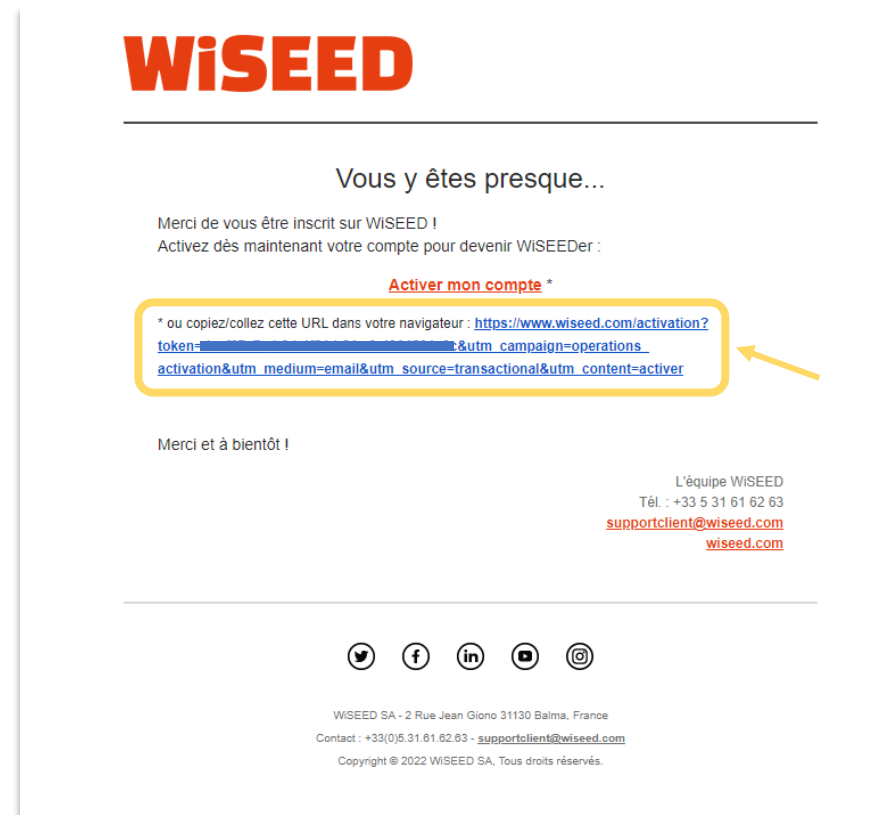 WiSEED
Vous y êtes presque...
Merci de vous être inscrit sur WiSEED !
Activez dès maintenant votre compte pour devenir WiSEEDer :
Activer mon compte *
* ou copiez/collez cette URL dans votre navigateur : https://www.wiseed.com/activation?
token=c&utm_campaign=operations_
activation&utm_medium=email&utm_source=transactional&utm_content=activer
Merci et à bientôt !
L'équipe WiSEED
Tél. : +33 5 31 61 62 63
supportclient@wiseed.com
wiseed.com
WiSEED SA - 2 Rue Jean Giono 31130 Balma, France
Contact : +33(0)5.31.61.62.63 - supportclient@wiseed.com
Copyright © 2022 WiSEED SA, Tous droits réservés.